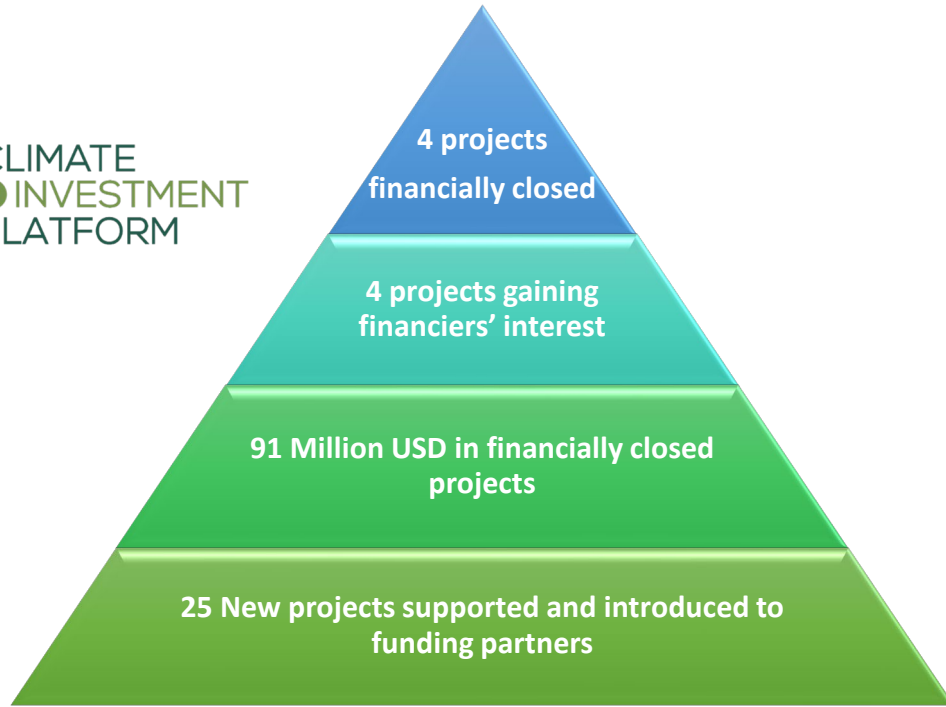 CLIMATE
INVESTMENT
LATFORM
4 projects
financially closed
4 projects gaining
financiers’ interest
91 Million USD in financially closed
projects
25 New projects supported and introduced to
funding partners